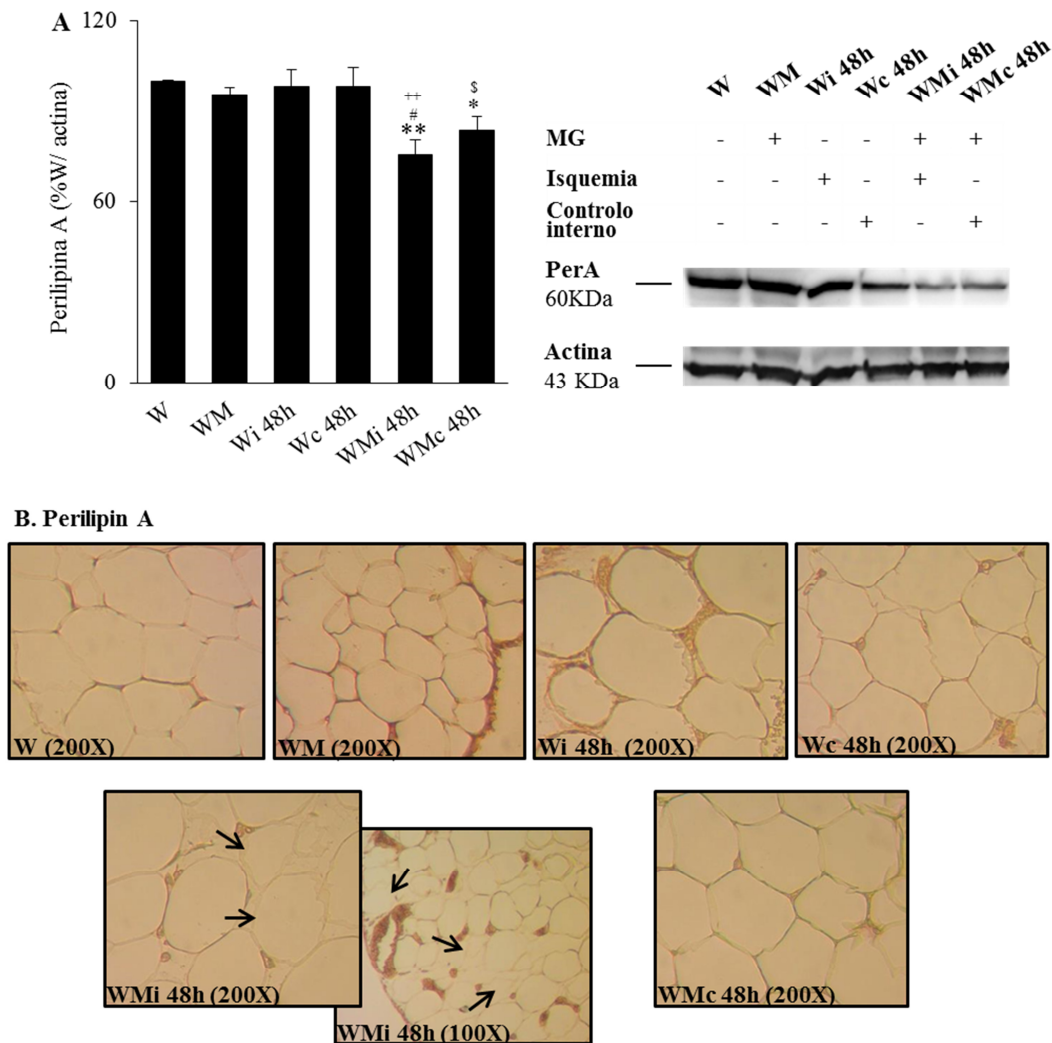 A
120
60
0
Perilipina A (%W/ actina)
++
#
**
$
*
W
WM
Wi 48h
Wc 48h
WMi 48h
WMc 48h
W
WM
Wi 48h
Wc 48h
WMi 48h
WMc 48h
MG - + - - + +
Isquemia - - + - + -
Controlo
interno - - - + - +
PerA
60KDa
Actina
43 KDa
B. Perilipin A
W (200X)
WM (200X)
Wi 48h (200X)
Wc 48h (200X)
WMi 48h (200X)
WMi 48h (100X)
WMc 48h (200X)